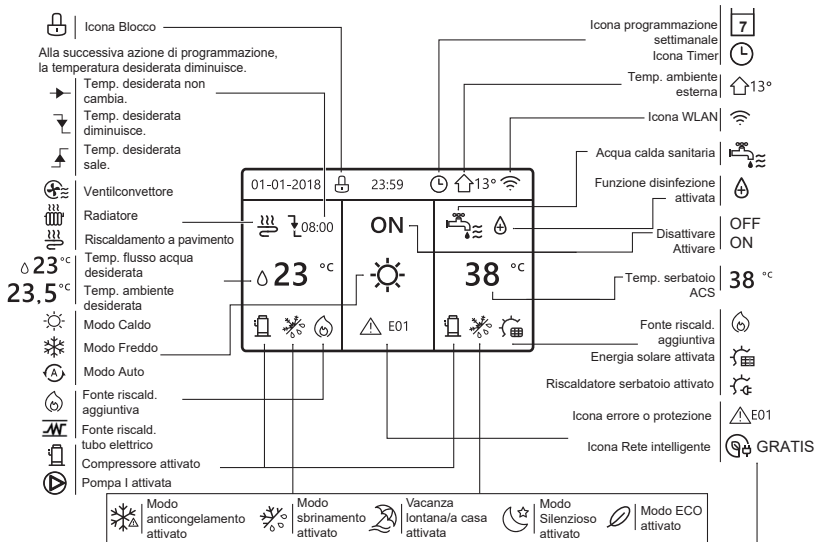 Icona Blocco
Alla successiva azione di programmazione,
la temperatura desiderata diminuisce.
Temp. desiderata non
cambia.
Temp. desiderata
diminuisce.
Temp. desiderata
sale.
Ventilconvettore
Radiatore
Riscaldamento a pavimento
23°C
Temp. flusso acqua
desiderata
23,5°C
Temp. ambiente
desiderata
Modo Caldo
Modo Freddo
A
Modo Auto
Fonte riscald.
aggiuntiva
Fonte riscald.
tubo elettrico
Compressore attivato
Pompa I attivata
01-01-2018
23:59
13°
08:00
ON
23 °C
38 °C
E01
Icona programmazione
settimanale
7
Icona Timer
Temp. ambiente
esterna
13°
Icona WLAN
Acqua calda sanitaria
Funzione disinfezione
attivata
Disattivare
Attivare
OFF
ON
Temp. serbatoio
ACS
38 °C
Fonte riscald.
aggiuntiva
Energia solare attivata
Riscaldatore serbatoio attivato
Icona errore o protezione
E01
Icona Rete intelligente
GRATIS
Modo
anticongelamento
attivato
Modo
sbrinamento
attivato
Vacanza
lontana/a casa
attivata
Modo
Silenzioso
attivato
Modo ECO
attivato